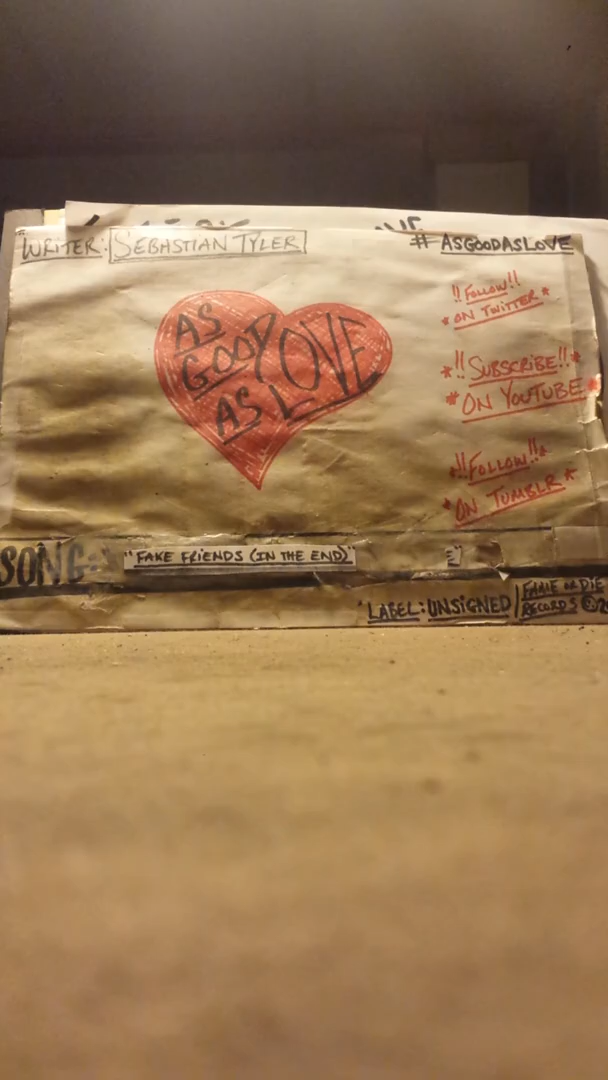 WRITER: SEBASTIAN TYLER
# ASGOODASLOVE
AS
GOOD
AS LOVE
!!FOLLOW!!
*ON TWITTER*
*!!SUBSCRIBE!!*
*ON YOUTUBE*
*!!FOLLOW!!*
*ON TUMBLR*
SONG: "FAKE FRIENDS (IN THE END)"
LABEL: UNSIGNED
FAME OR DIE
RECORDS ©